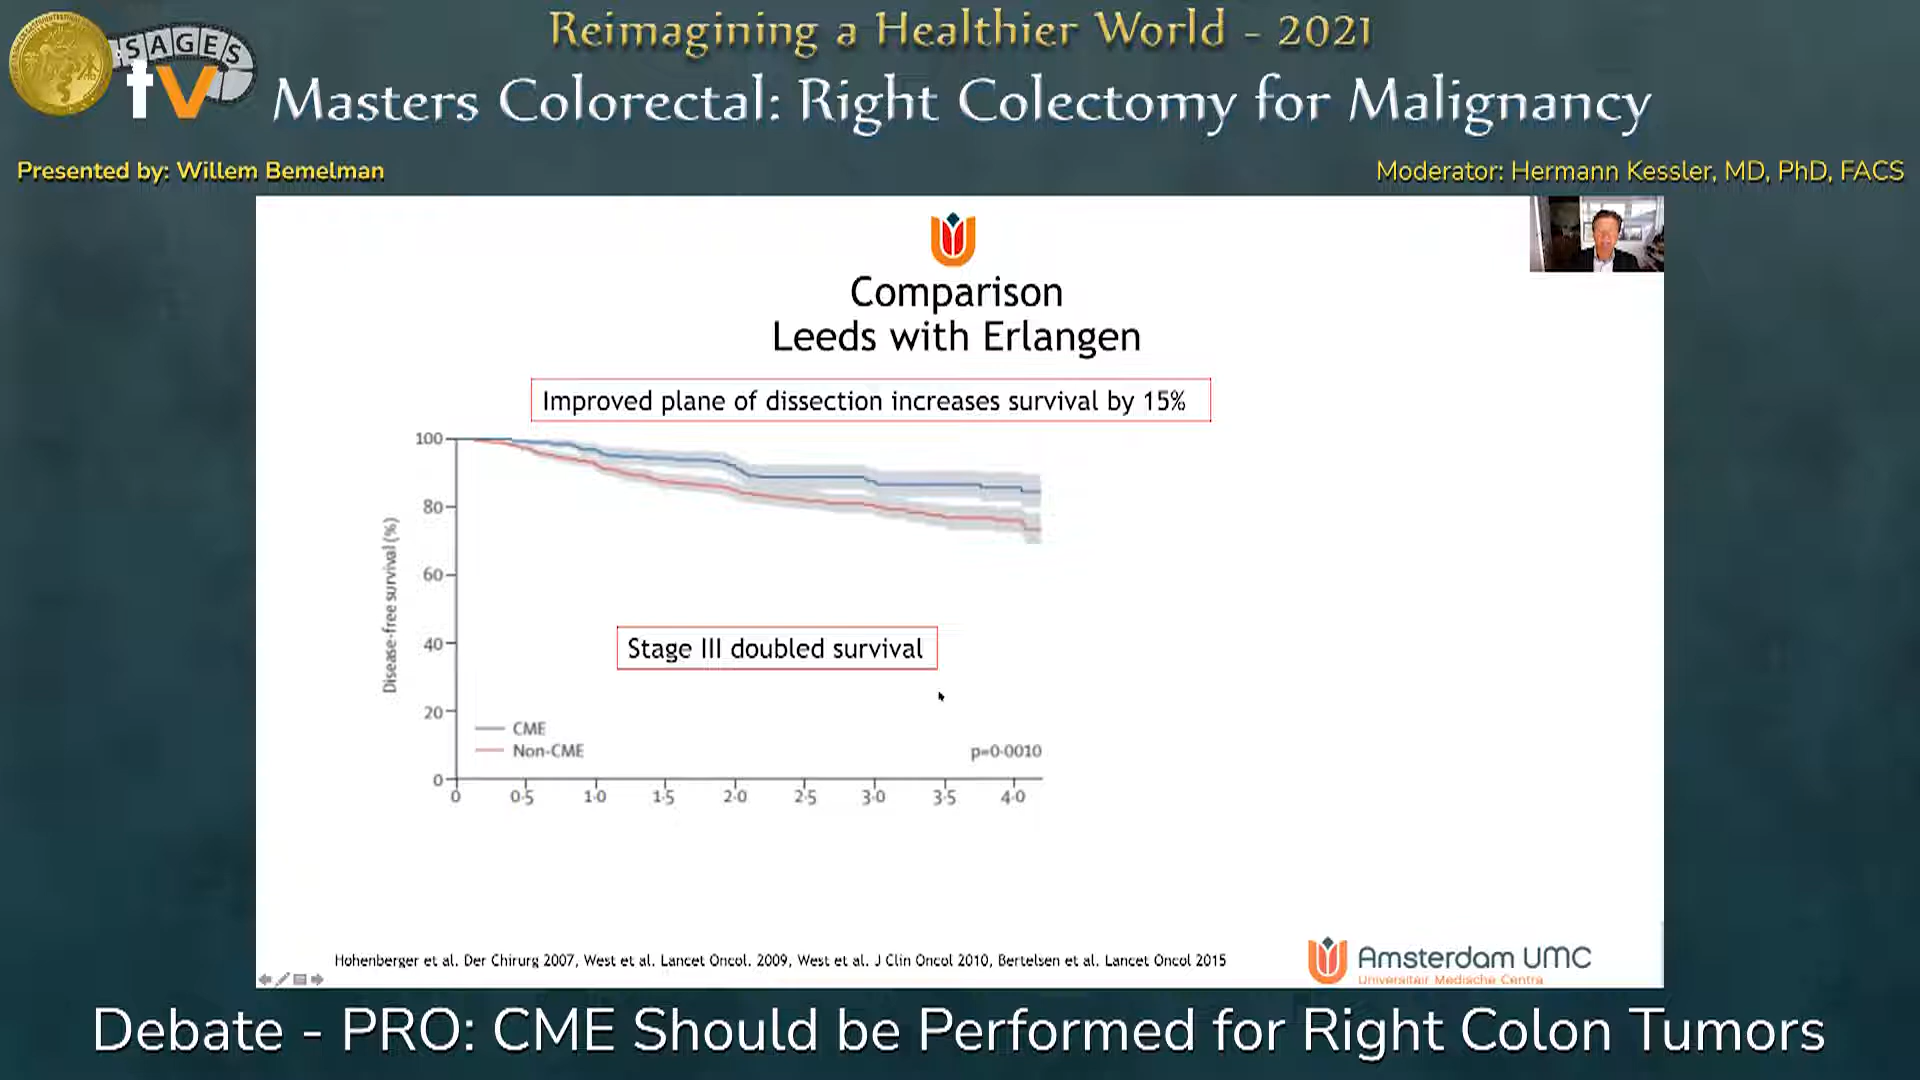 Reimagining a Healthier World - 2021
SAGES
tv
Masters Colorectal: Right Colectomy for Malignancy
Presented by: Willem Bemelman
Moderator: Hermann Kessler, MD, PhD, FACS
Comparison
Leeds with Erlangen
Improved plane of dissection increases survival by 15%
100
80
60
40
20
0
Disease-free survival (%)
Stage III doubled survival
CME
Non-CME
p=0·0010
0 0·5 1·0 1·5 2·0 2·5 3·0 3·5 4·0
Hohenberger et al. Der Chirurg 2007, West et al. Lancet Oncol. 2009, West et al. J Clin Oncol 2010, Bertelsen et al. Lancet Oncol 2015
Amsterdam UMC
Universitair Medische Centra
Debate - PRO: CME Should be Performed for Right Colon Tumors